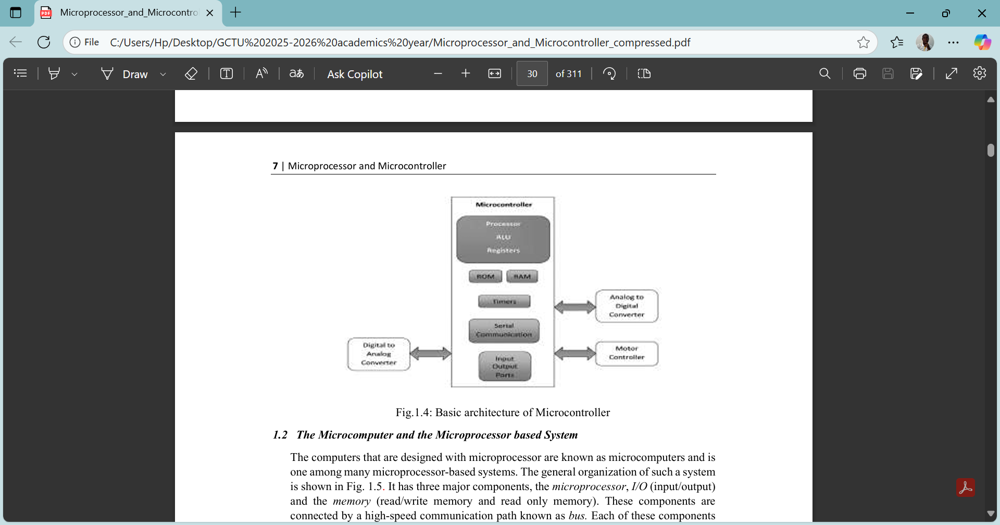 Microprocessor_and_Microcontro
File C:/Users/Hp/Desktop/GCTU%202025-2026%20academics%20year/Microprocessor_and_Microcontroller_compressed.pdf
Draw
Ask Copilot
30 of 311
7 | Microprocessor and Microcontroller
Microcontroller
Processor
ALU
Registers
ROM RAM
Timers
Serial
Communication
Input
Output
Ports
Analog to
Digital
Converter
Digital to
Analog
Converter
Motor
Controller
Fig.1.4: Basic architecture of Microcontroller
1.2 The Microcomputer and the Microprocessor based System
The computers that are designed with microprocessor are known as microcomputers and is
one among many microprocessor-based systems. The general organization of such a system
is shown in Fig. 1.5. It has three major components, the microprocessor, I/O (input/output)
and the memory (read/write memory and read only memory). These components are
connected by a high-speed communication path known as bus. Each of these components